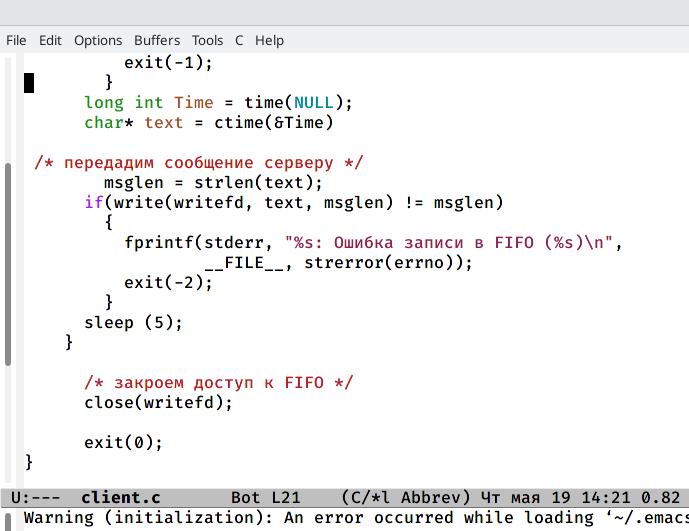 File Edit Options Buffers Tools C Help
exit(-1);
}
long int Time = time(NULL);
char* text = ctime(&Time)
/* передадим сообщение серверу */
msglen = strlen(text);
if(write(writefd, text, msglen) != msglen)
{
fprintf(stderr, "%s: Ошибка записи в FIFO (%s)\n",
__FILE__, strerror(errno));
exit(-2);
}
sleep (5);
}
/* закроем доступ к FIFO */
close(writefd);
exit(0);
}
U:--- client.c Bot L21 (C/*l Abbrev) Чт мая 19 14:21 0.82
Warning (initialization): An error occurred while loading ‘~/.emacs